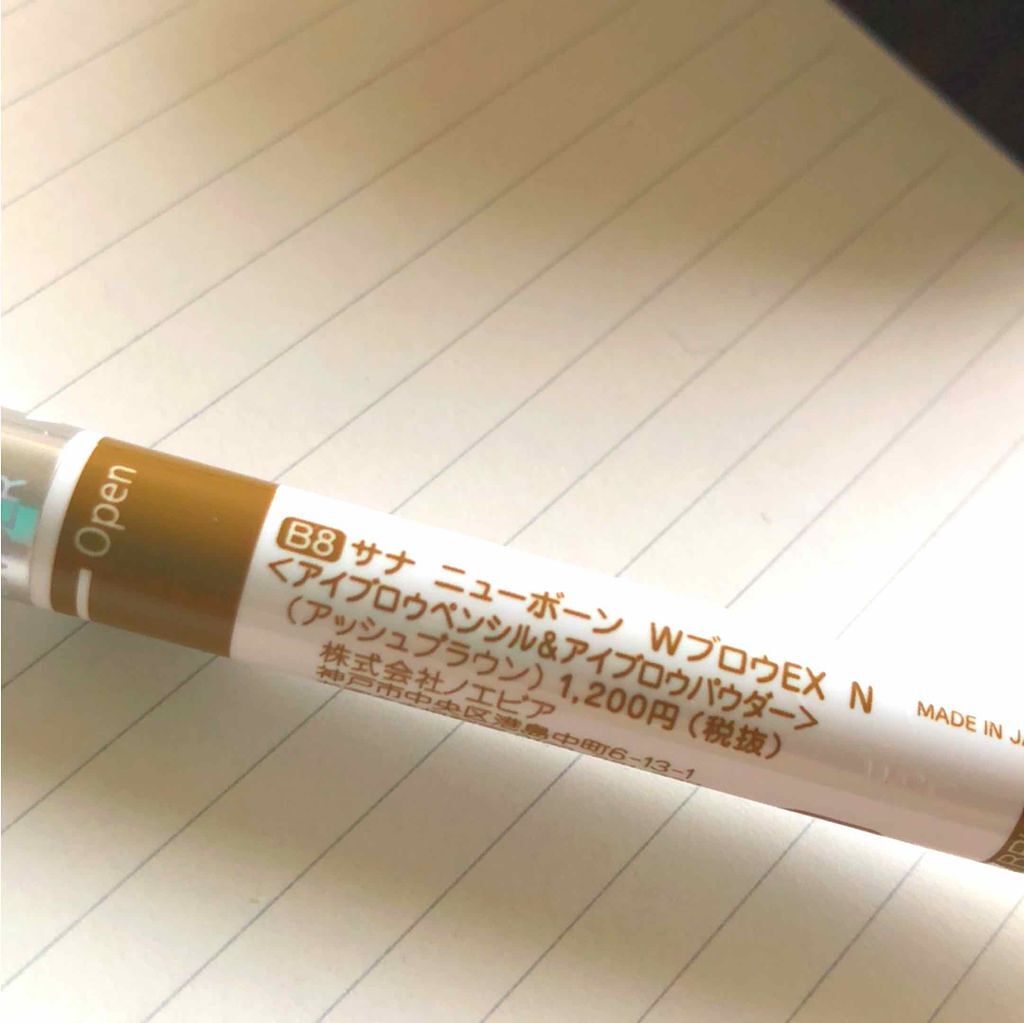 Open
B8 サナ ニューボーン WブロウEX N
<アイブロウペンシル&アイブロウパウダー>
(アッシュブラウン) 1,200円(税抜)
株式会社ノエビア
神戸市中央区港島中町6-13-1
MADE IN